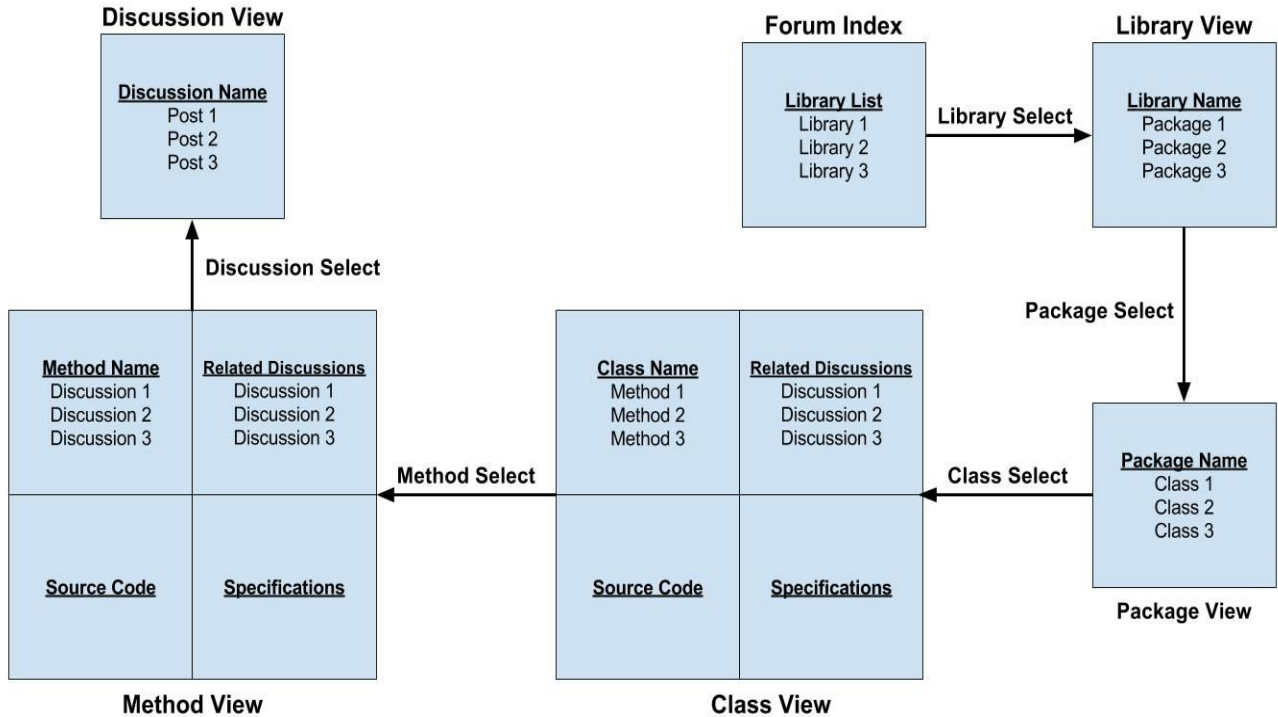 Discussion View
Discussion Name
Post 1
Post 2
Post 3
Discussion Select
Forum Index
Library List
Library 1
Library 2
Library 3
Library Select
Library View
Library Name
Package 1
Package 2
Package 3
Package Select
Package Name
Class 1
Class 2
Class 3
Package View
Class Select
Class Name
Method 1
Method 2
Method 3
Related Discussions
Discussion 1
Discussion 2
Discussion 3
Source Code
Specifications
Class View
Method Select
Method Name
Discussion 1
Discussion 2
Discussion 3
Related Discussions
Discussion 1
Discussion 2
Discussion 3
Source Code
Specifications
Method View